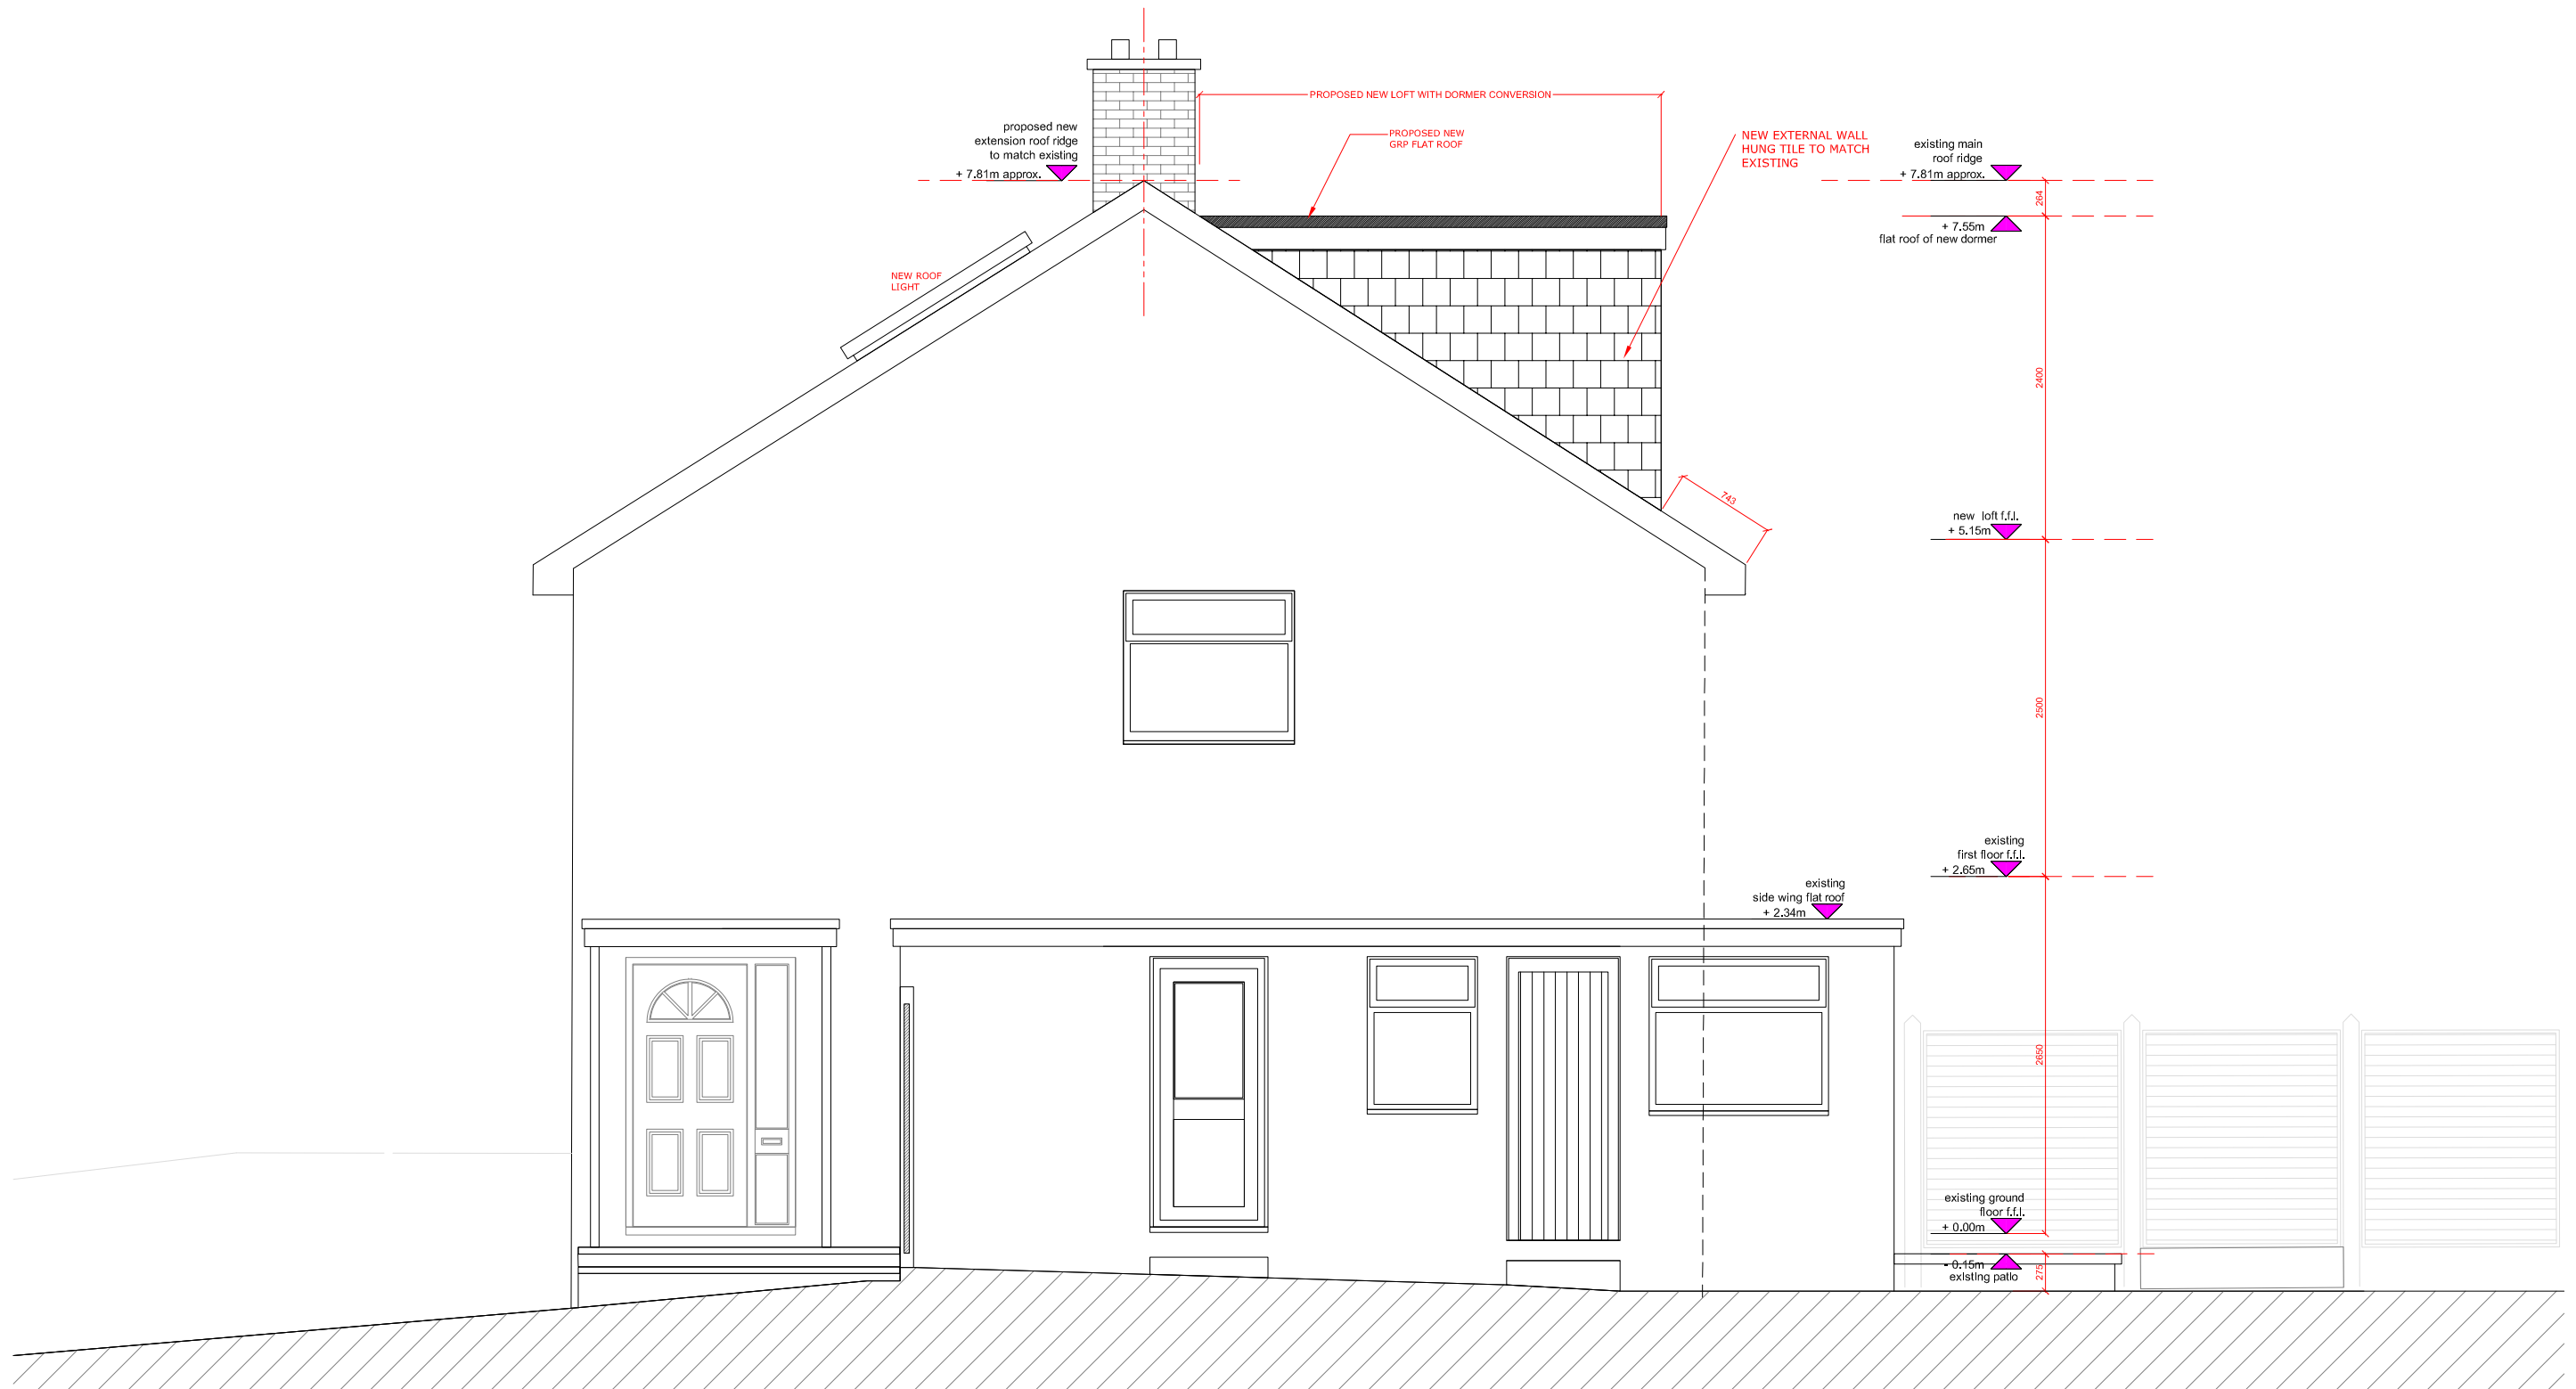 PROPOSED NEW LOFT WITH DORMER CONVERSION
proposed new
extension roof ridge
to match existing
+ 7.81m approx.
PROPOSED NEW
GRP FLAT ROOF
NEW EXTERNAL WALL
HUNG TILE TO MATCH
EXISTING
existing main
roof ridge
+ 7.81m approx.
264
+ 7.55m
flat roof of new dormer
NEW ROOF
LIGHT
2400
743
new loft f.f.l.
+ 5.15m
2500
existing
first floor f.f.l.
+ 2.65m
existing
side wing flat roof
+ 2.34m
2650
existing ground
floor f.f.l.
+ 0.00m
- 0.15m
existing patio
275